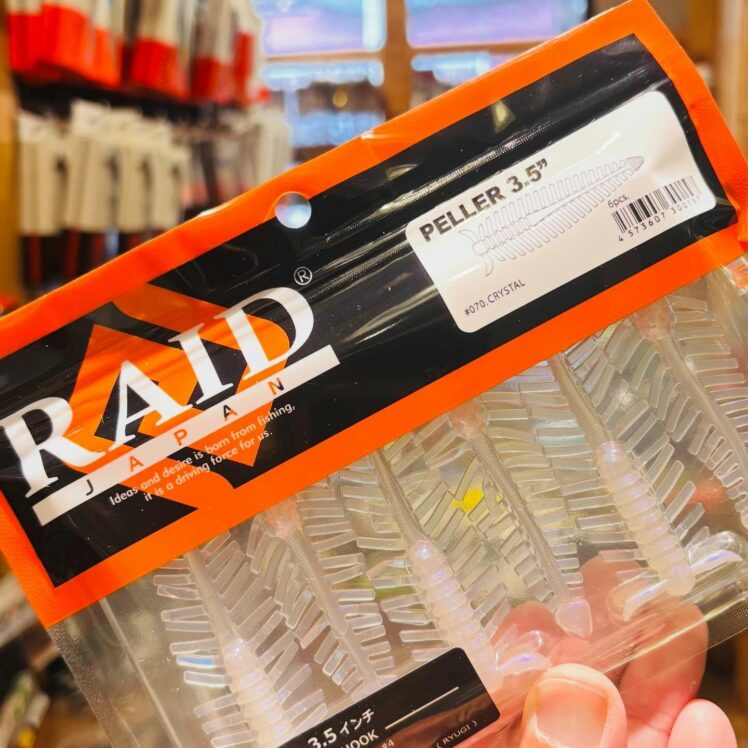 PELLER 3.5"
6pcs.
#070.CRYSTAL
RAID®
JAPAN
Ideas and desire is born from fishing,
it is a driving force for us.
3.5 インチ
HOOK
#4
( RYUGI )